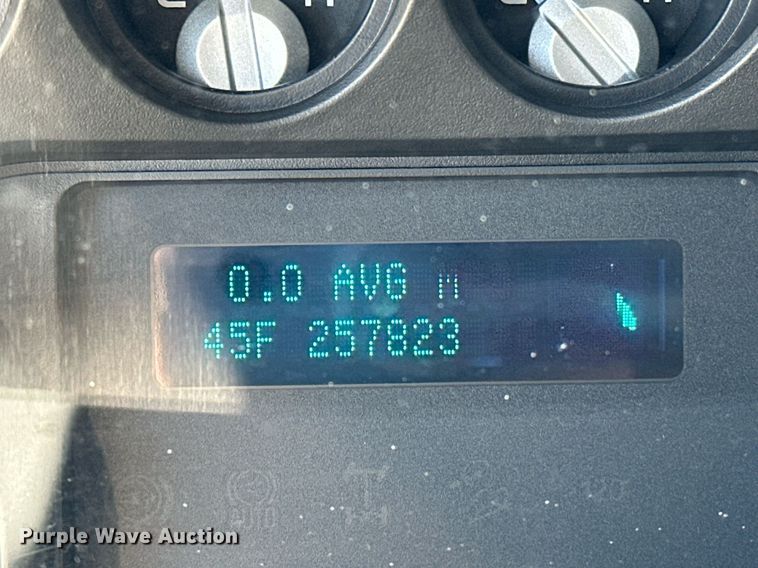 0.0 AVG M
45F 257823
Purple Wave Auction